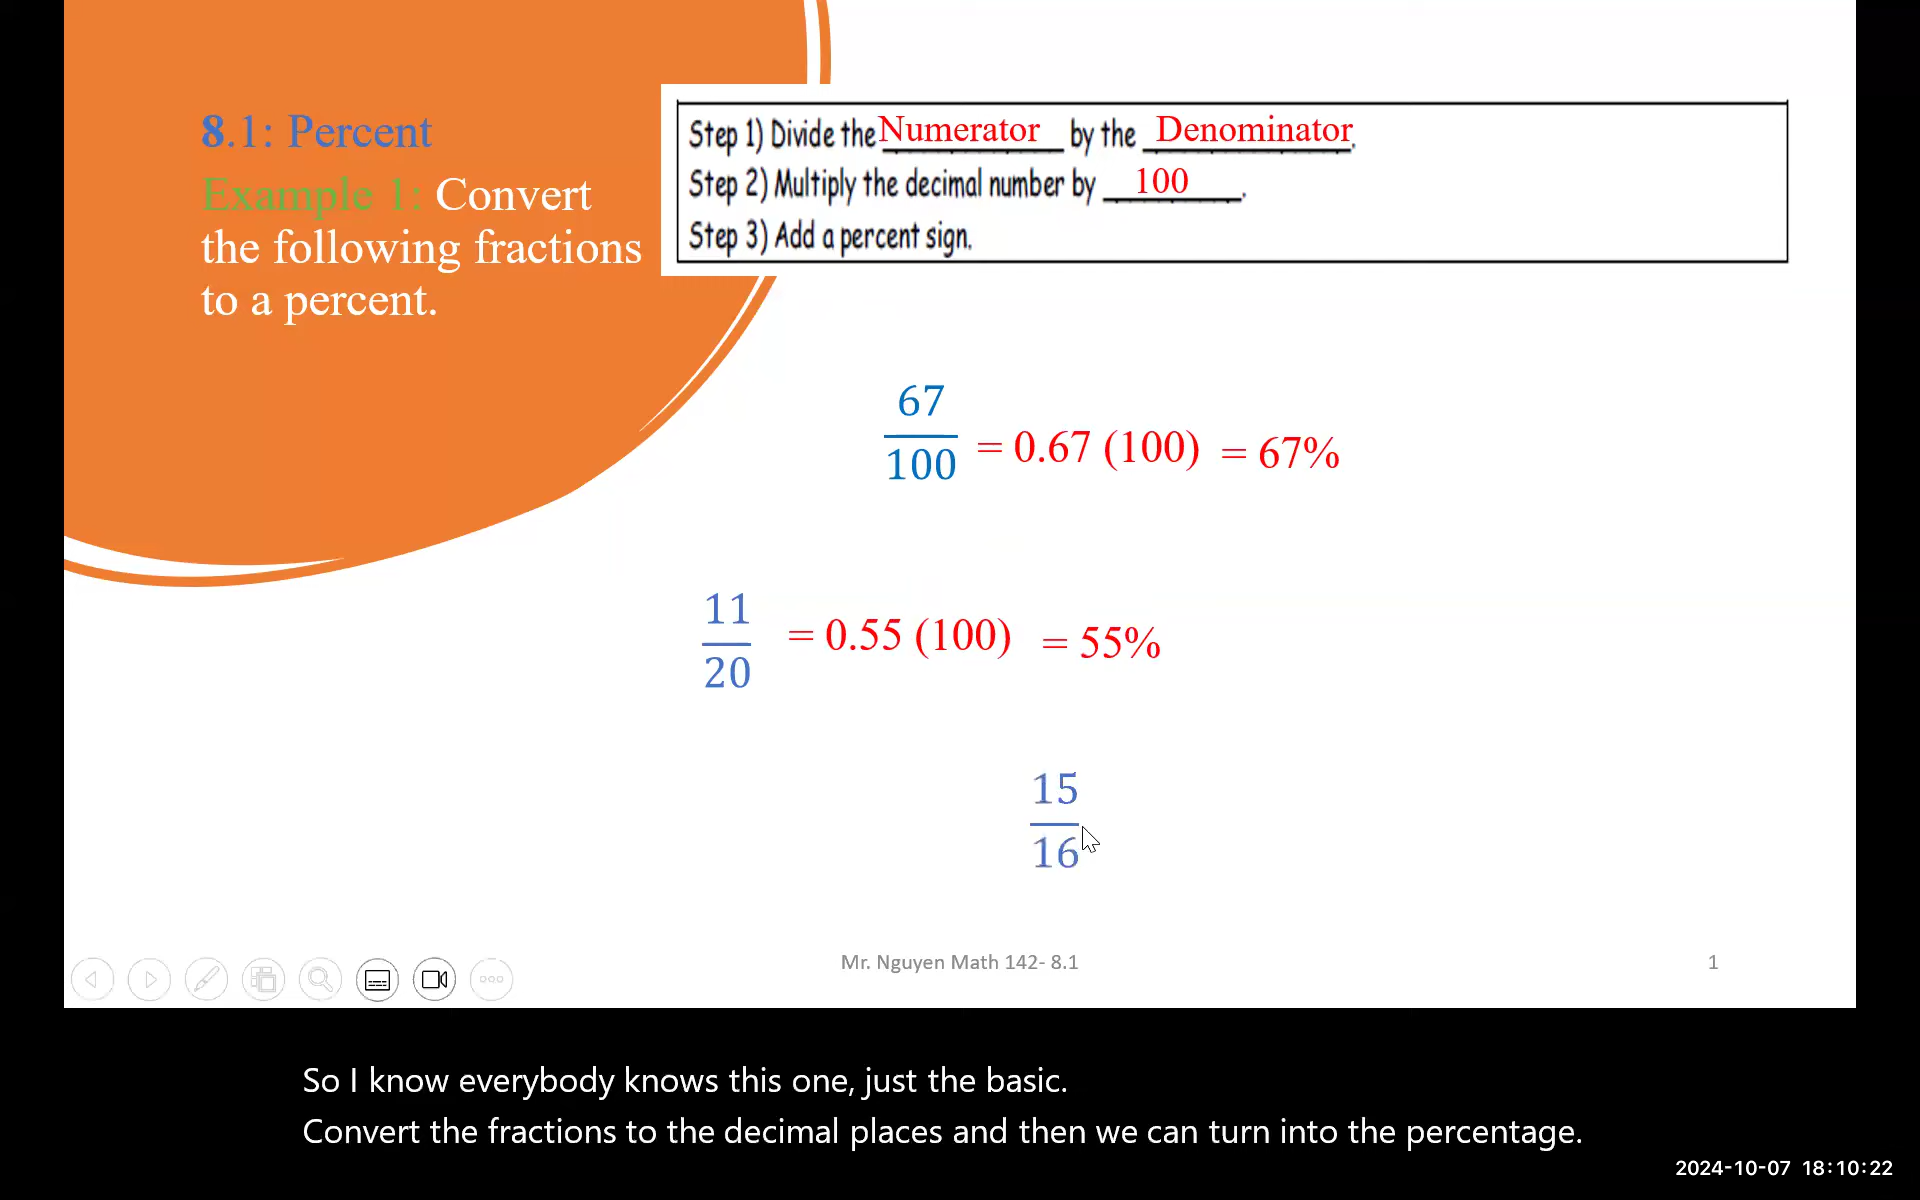 8.1: Percent
Example 1: Convert
the following fractions
to a percent.
Step 1) Divide the Numerator by the Denominator.
Step 2) Multiply the decimal number by 100.
Step 3) Add a percent sign.
67
100
= 0.67 (100) = 67%
11
20
= 0.55 (100) = 55%
15
16
Mr. Nguyen Math 142- 8.1
1
So I know everybody knows this one, just the basic.
Convert the fractions to the decimal places and then we can turn into the percentage.
2024-10-07 18:10:22